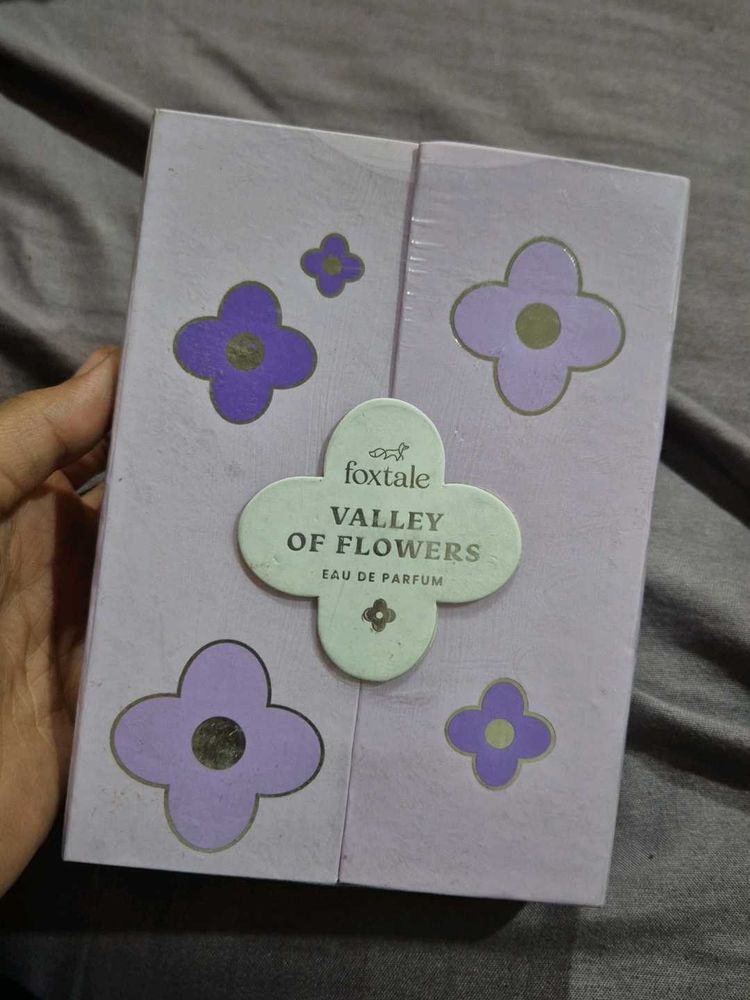 foxtale
VALLEY
OF FLOWERS
EAU DE PARFUM